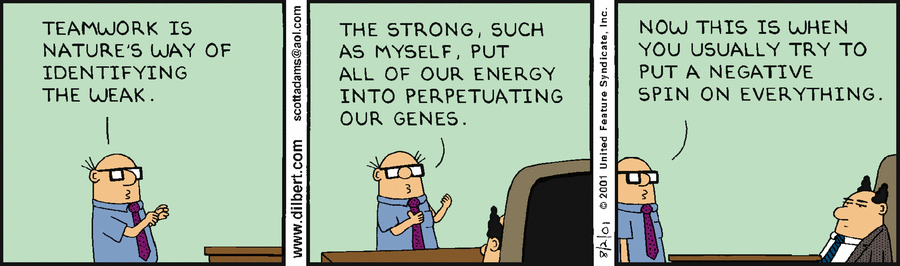 TEAMWORK IS
NATURE'S WAY OF
IDENTIFYING
THE WEAK.
www.dilbert.com scottadams@aol.com
THE STRONG, SUCH
AS MYSELF, PUT
ALL OF OUR ENERGY
INTO PERPETUATING
OUR GENES.
8/2/01 © 2001 United Feature Syndicate, Inc.
NOW THIS IS WHEN
YOU USUALLY TRY TO
PUT A NEGATIVE
SPIN ON EVERYTHING.